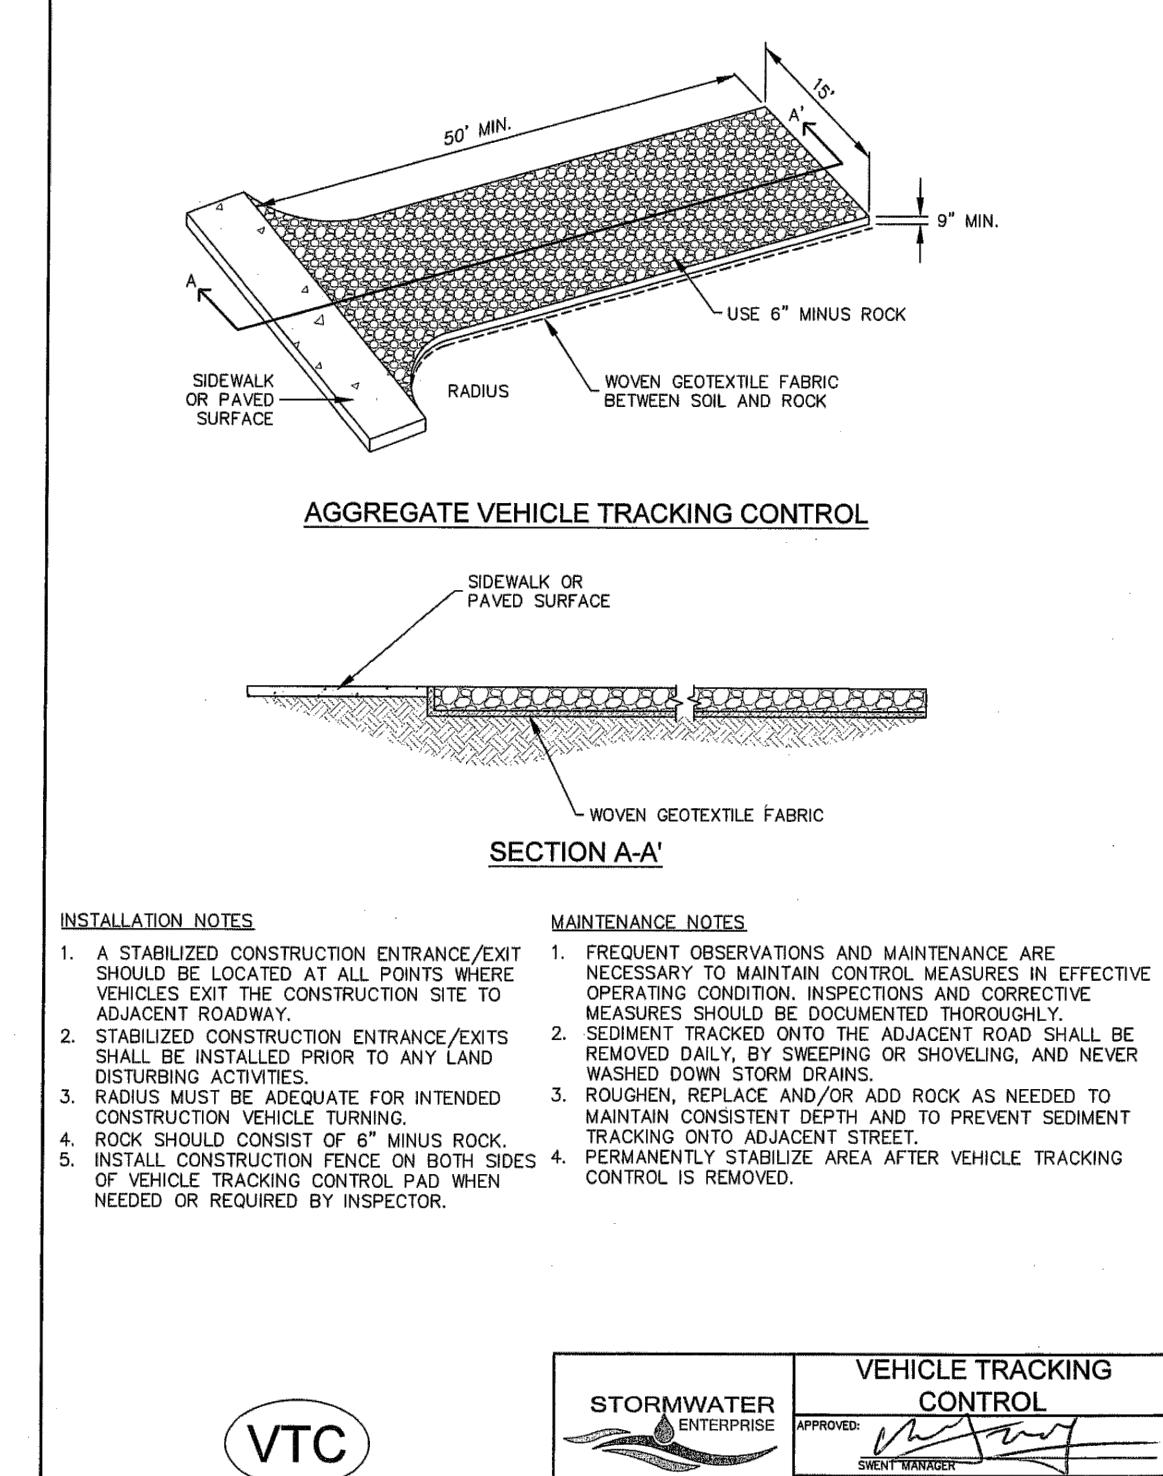 50' MIN.
15'
A'
9" MIN.
USE 6" MINUS ROCK
A
SIDEWALK
OR PAVED
SURFACE
RADIUS
WOVEN GEOTEXTILE FABRIC
BETWEEN SOIL AND ROCK
AGGREGATE VEHICLE TRACKING CONTROL
SIDEWALK OR
PAVED SURFACE
WOVEN GEOTEXTILE FABRIC
SECTION A-A'
INSTALLATION NOTES
1. A STABILIZED CONSTRUCTION ENTRANCE/EXIT
SHOULD BE LOCATED AT ALL POINTS WHERE
VEHICLES EXIT THE CONSTRUCTION SITE TO
ADJACENT ROADWAY.
2. STABILIZED CONSTRUCTION ENTRANCE/EXITS
SHALL BE INSTALLED PRIOR TO ANY LAND
DISTURBING ACTIVITIES.
3. RADIUS MUST BE ADEQUATE FOR INTENDED
CONSTRUCTION VEHICLE TURNING.
4. ROCK SHOULD CONSIST OF 6" MINUS ROCK.
5. INSTALL CONSTRUCTION FENCE ON BOTH SIDES
OF VEHICLE TRACKING CONTROL PAD WHEN
NEEDED OR REQUIRED BY INSPECTOR.
MAINTENANCE NOTES
1. FREQUENT OBSERVATIONS AND MAINTENANCE ARE
NECESSARY TO MAINTAIN CONTROL MEASURES IN EFFECTIVE
OPERATING CONDITION. INSPECTIONS AND CORRECTIVE
MEASURES SHOULD BE DOCUMENTED THOROUGHLY.
2. SEDIMENT TRACKED ONTO THE ADJACENT ROAD SHALL BE
REMOVED DAILY, BY SWEEPING OR SHOVELING, AND NEVER
WASHED DOWN STORM DRAINS.
3. ROUGHEN, REPLACE AND/OR ADD ROCK AS NEEDED TO
MAINTAIN CONSISTENT DEPTH AND TO PREVENT SEDIMENT
TRACKING ONTO ADJACENT STREET.
4. PERMANENTLY STABILIZE AREA AFTER VEHICLE TRACKING
CONTROL IS REMOVED.
VTC
STORMWATER
ENTERPRISE
VEHICLE TRACKING
CONTROL
APPROVED:
SWENT MANAGER